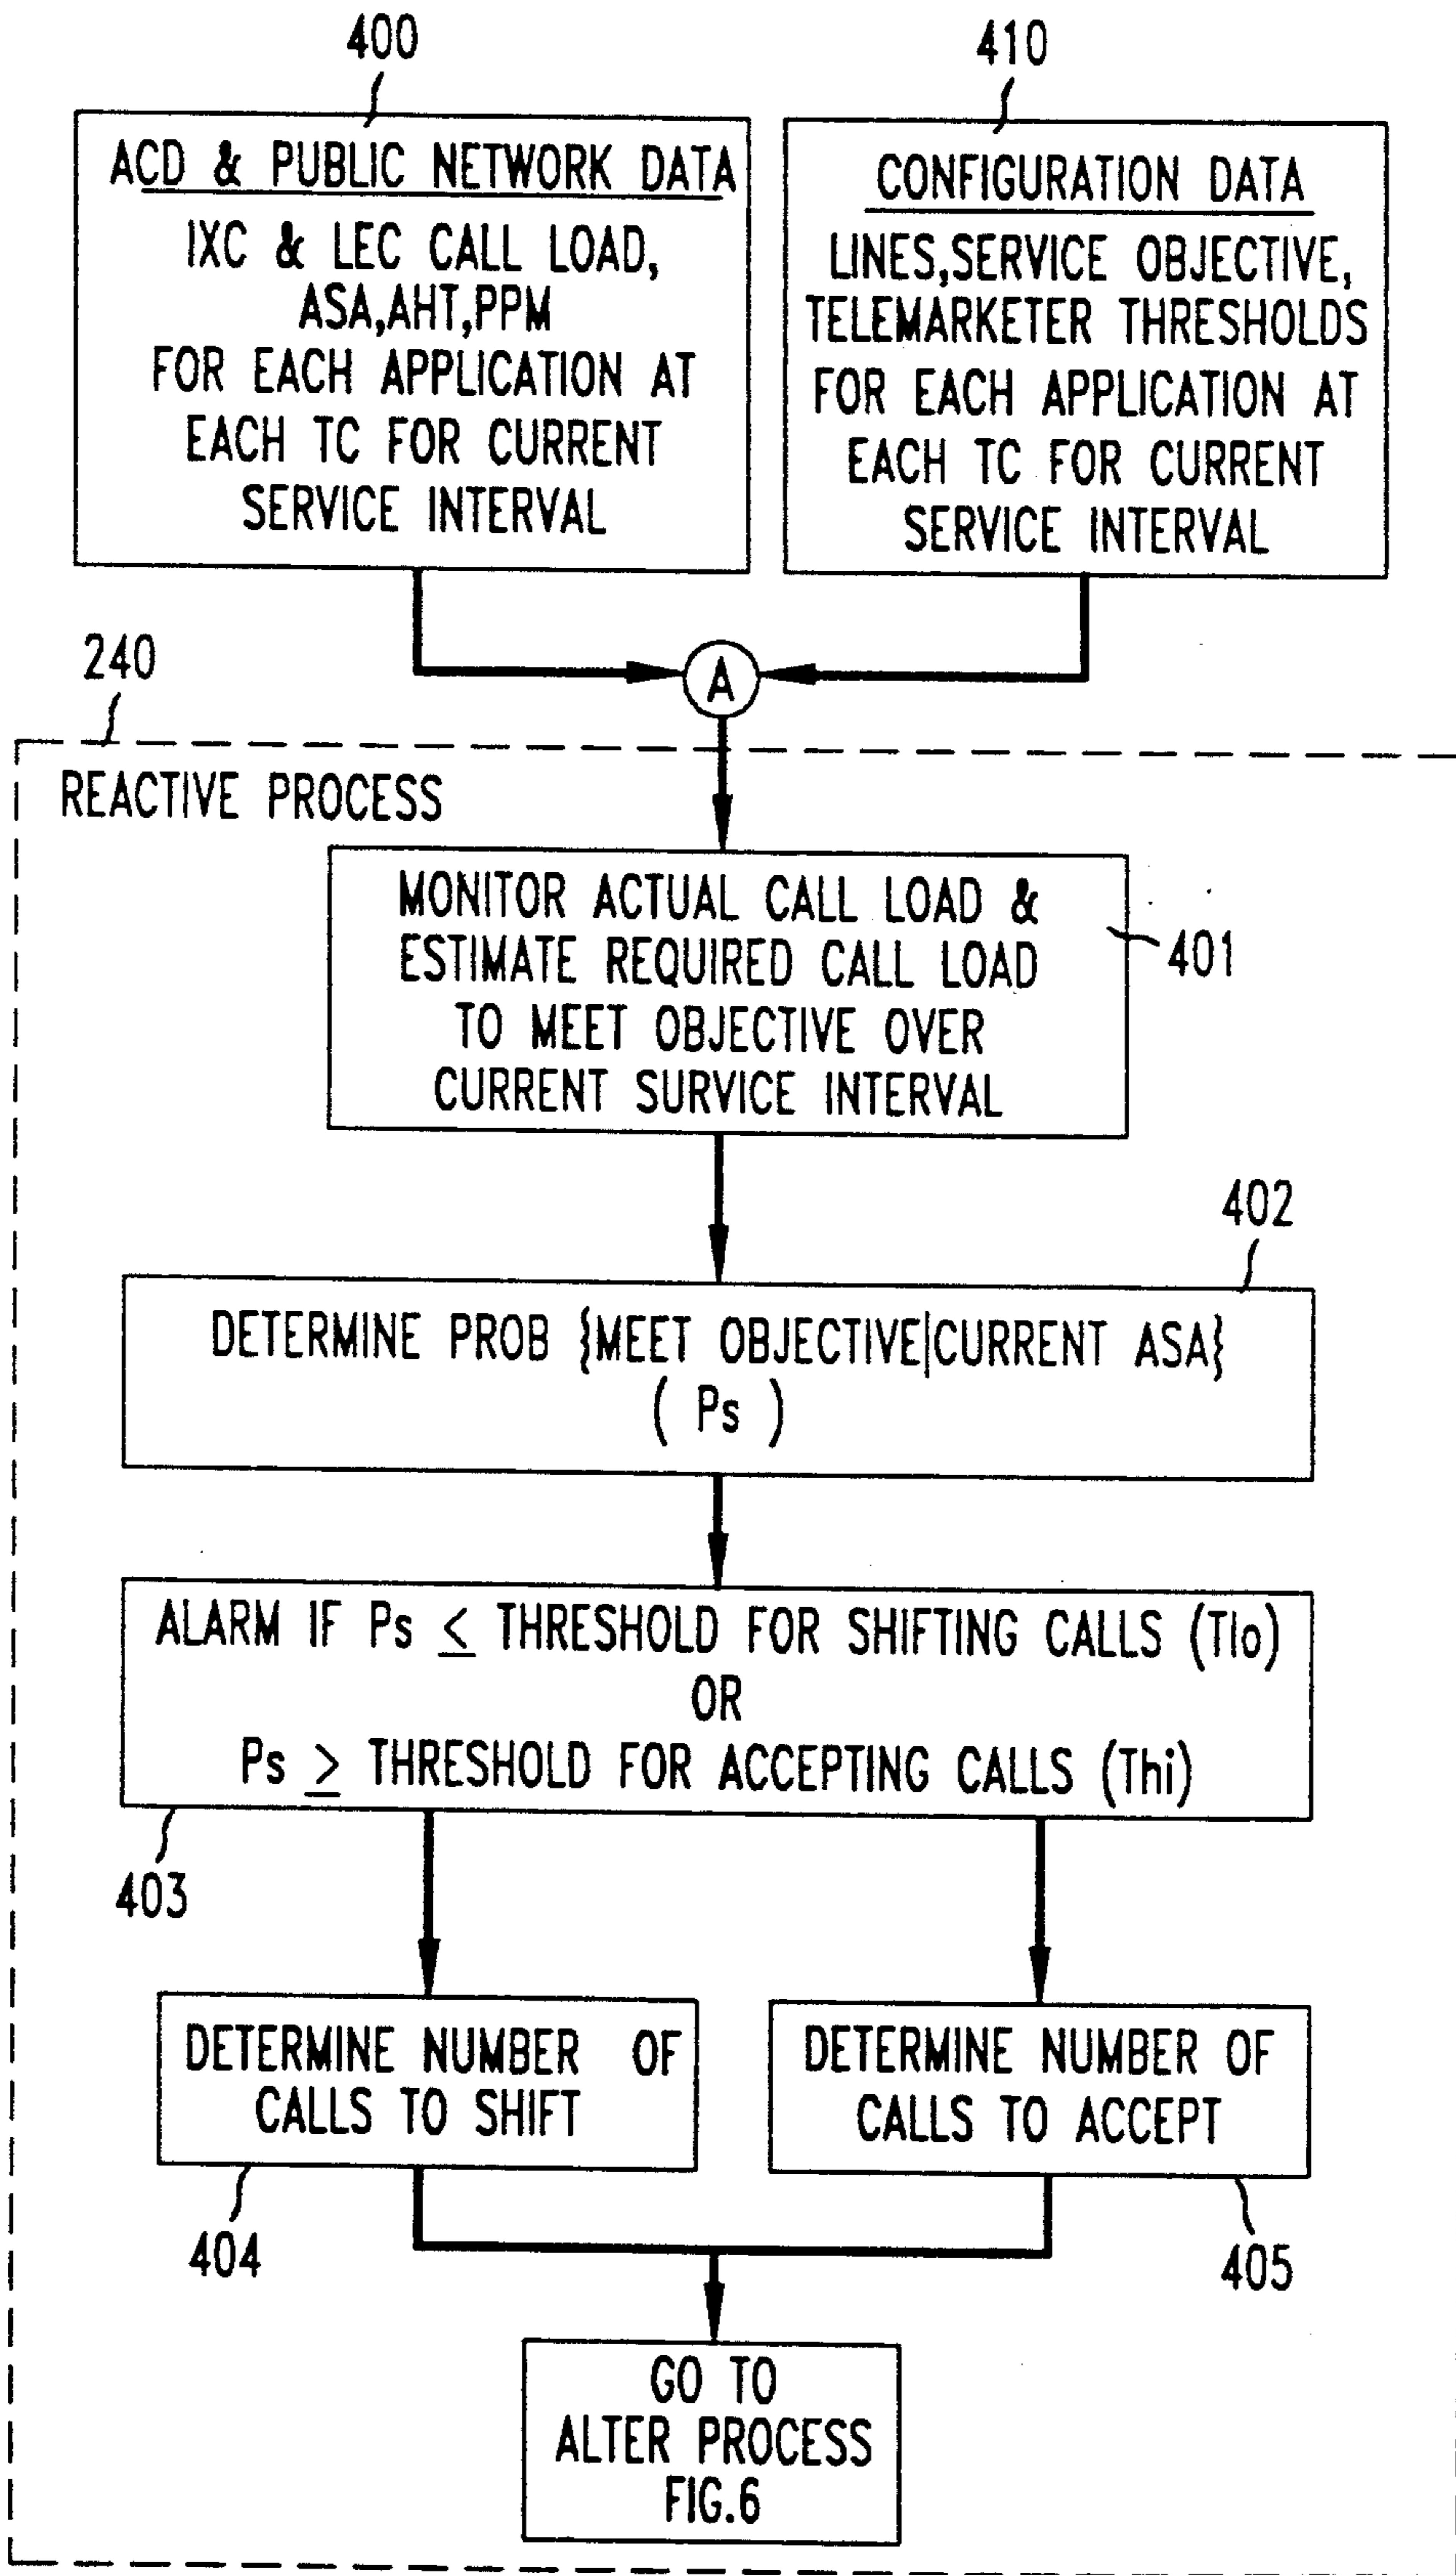 400
410
ACD & PUBLIC NETWORK DATA
IXC & LEC CALL LOAD,
ASA,AHT,PPM
FOR EACH APPLICATION AT
EACH TC FOR CURRENT
SERVICE INTERVAL
CONFIGURATION DATA
LINES,SERVICE OBJECTIVE,
TELEMARKETER THRESHOLDS
FOR EACH APPLICATION AT
EACH TC FOR CURRENT
SERVICE INTERVAL
A
240
REACTIVE PROCESS
MONITOR ACTUAL CALL LOAD &
ESTIMATE REQUIRED CALL LOAD
TO MEET OBJECTIVE OVER
CURRENT SURVICE INTERVAL
401
402
DETERMINE PROB {MEET OBJECTIVE|CURRENT ASA}
( Ps )
ALARM IF Ps ≤ THRESHOLD FOR SHIFTING CALLS (Tlo)
OR
Ps ≥ THRESHOLD FOR ACCEPTING CALLS (Thi)
403
DETERMINE NUMBER OF
CALLS TO SHIFT
404
DETERMINE NUMBER OF
CALLS TO ACCEPT
405
GO TO
ALTER PROCESS
FIG.6